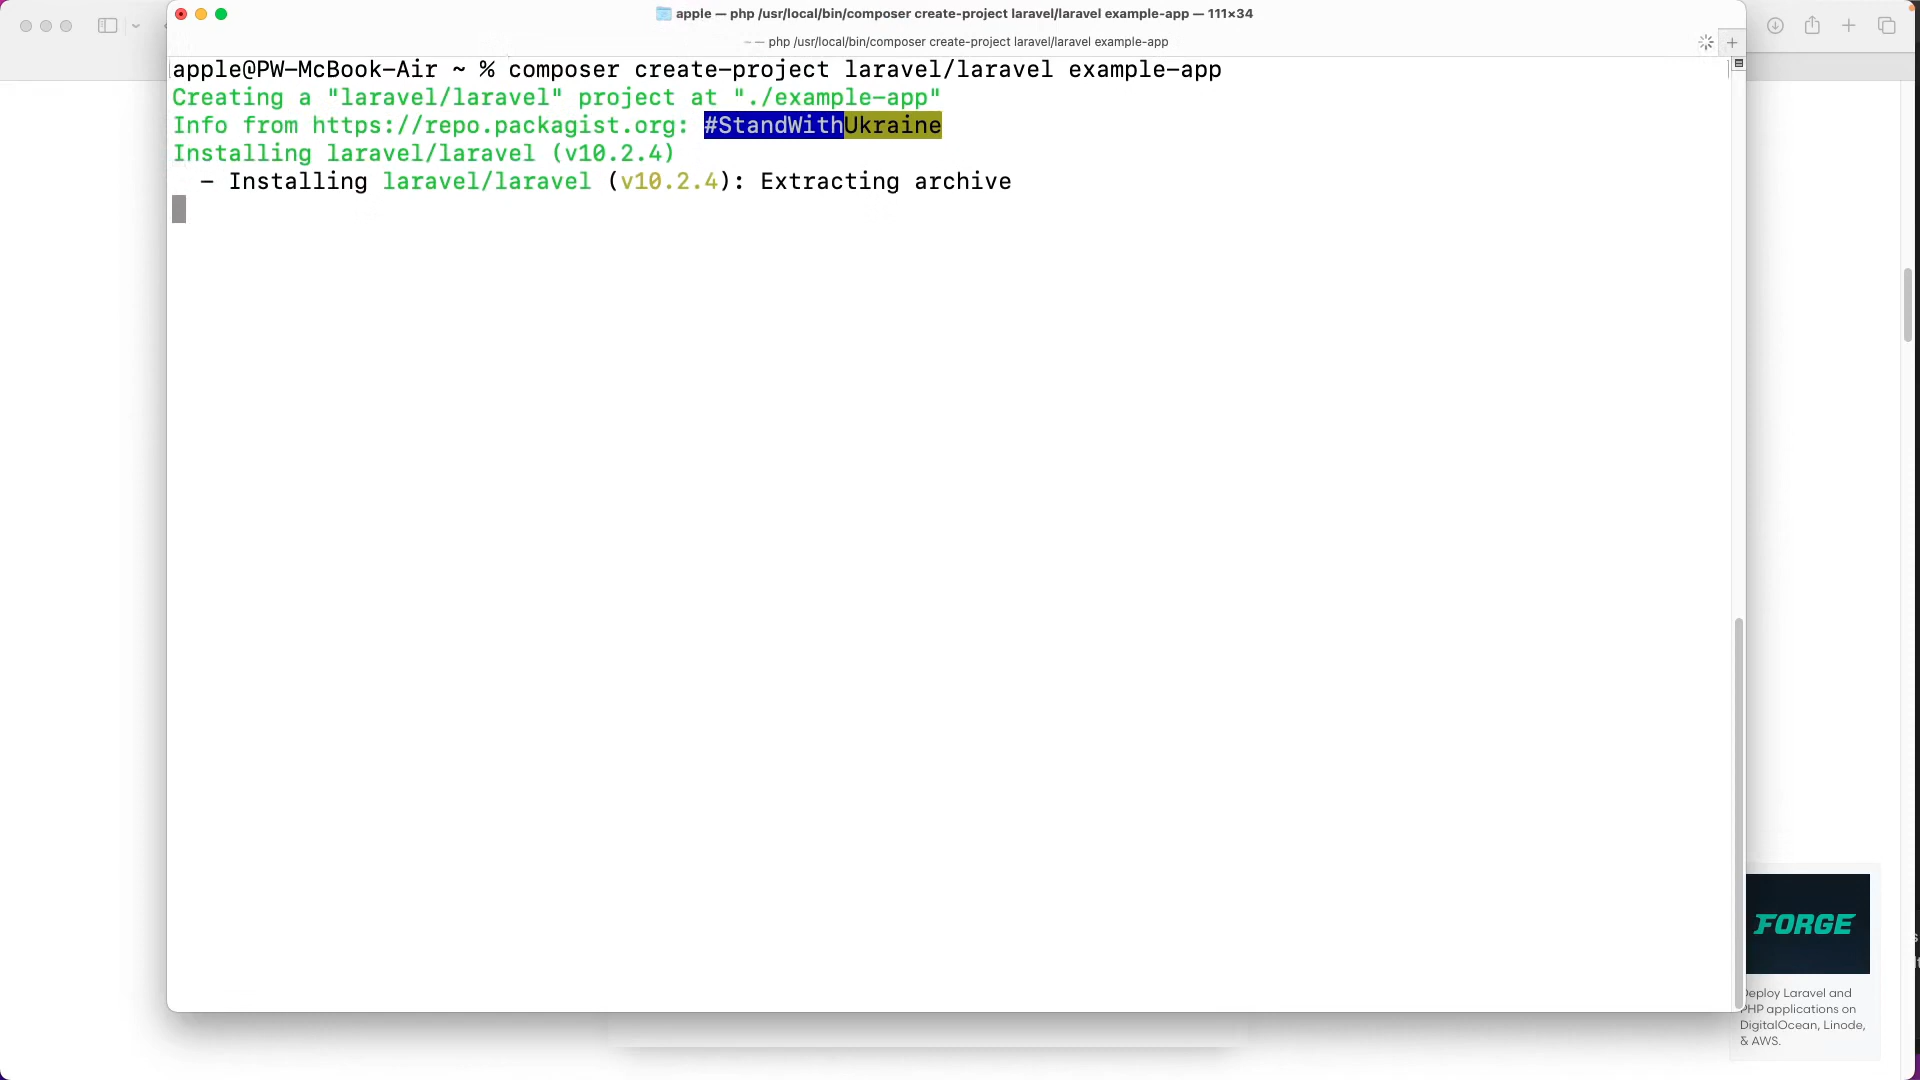 apple — php /usr/local/bin/composer create-project laravel/laravel example-app — 111×34
~ — php /usr/local/bin/composer create-project laravel/laravel example-app
apple@PW-McBook-Air ~ % composer create-project laravel/laravel example-app
Creating a "laravel/laravel" project at "./example-app"
Info from https://repo.packagist.org: #StandWithUkraine
Installing laravel/laravel (v10.2.4)
- Installing laravel/laravel (v10.2.4): Extracting archive
FORGE
Deploy Laravel and
PHP applications on
DigitalOcean, Linode,
& AWS.